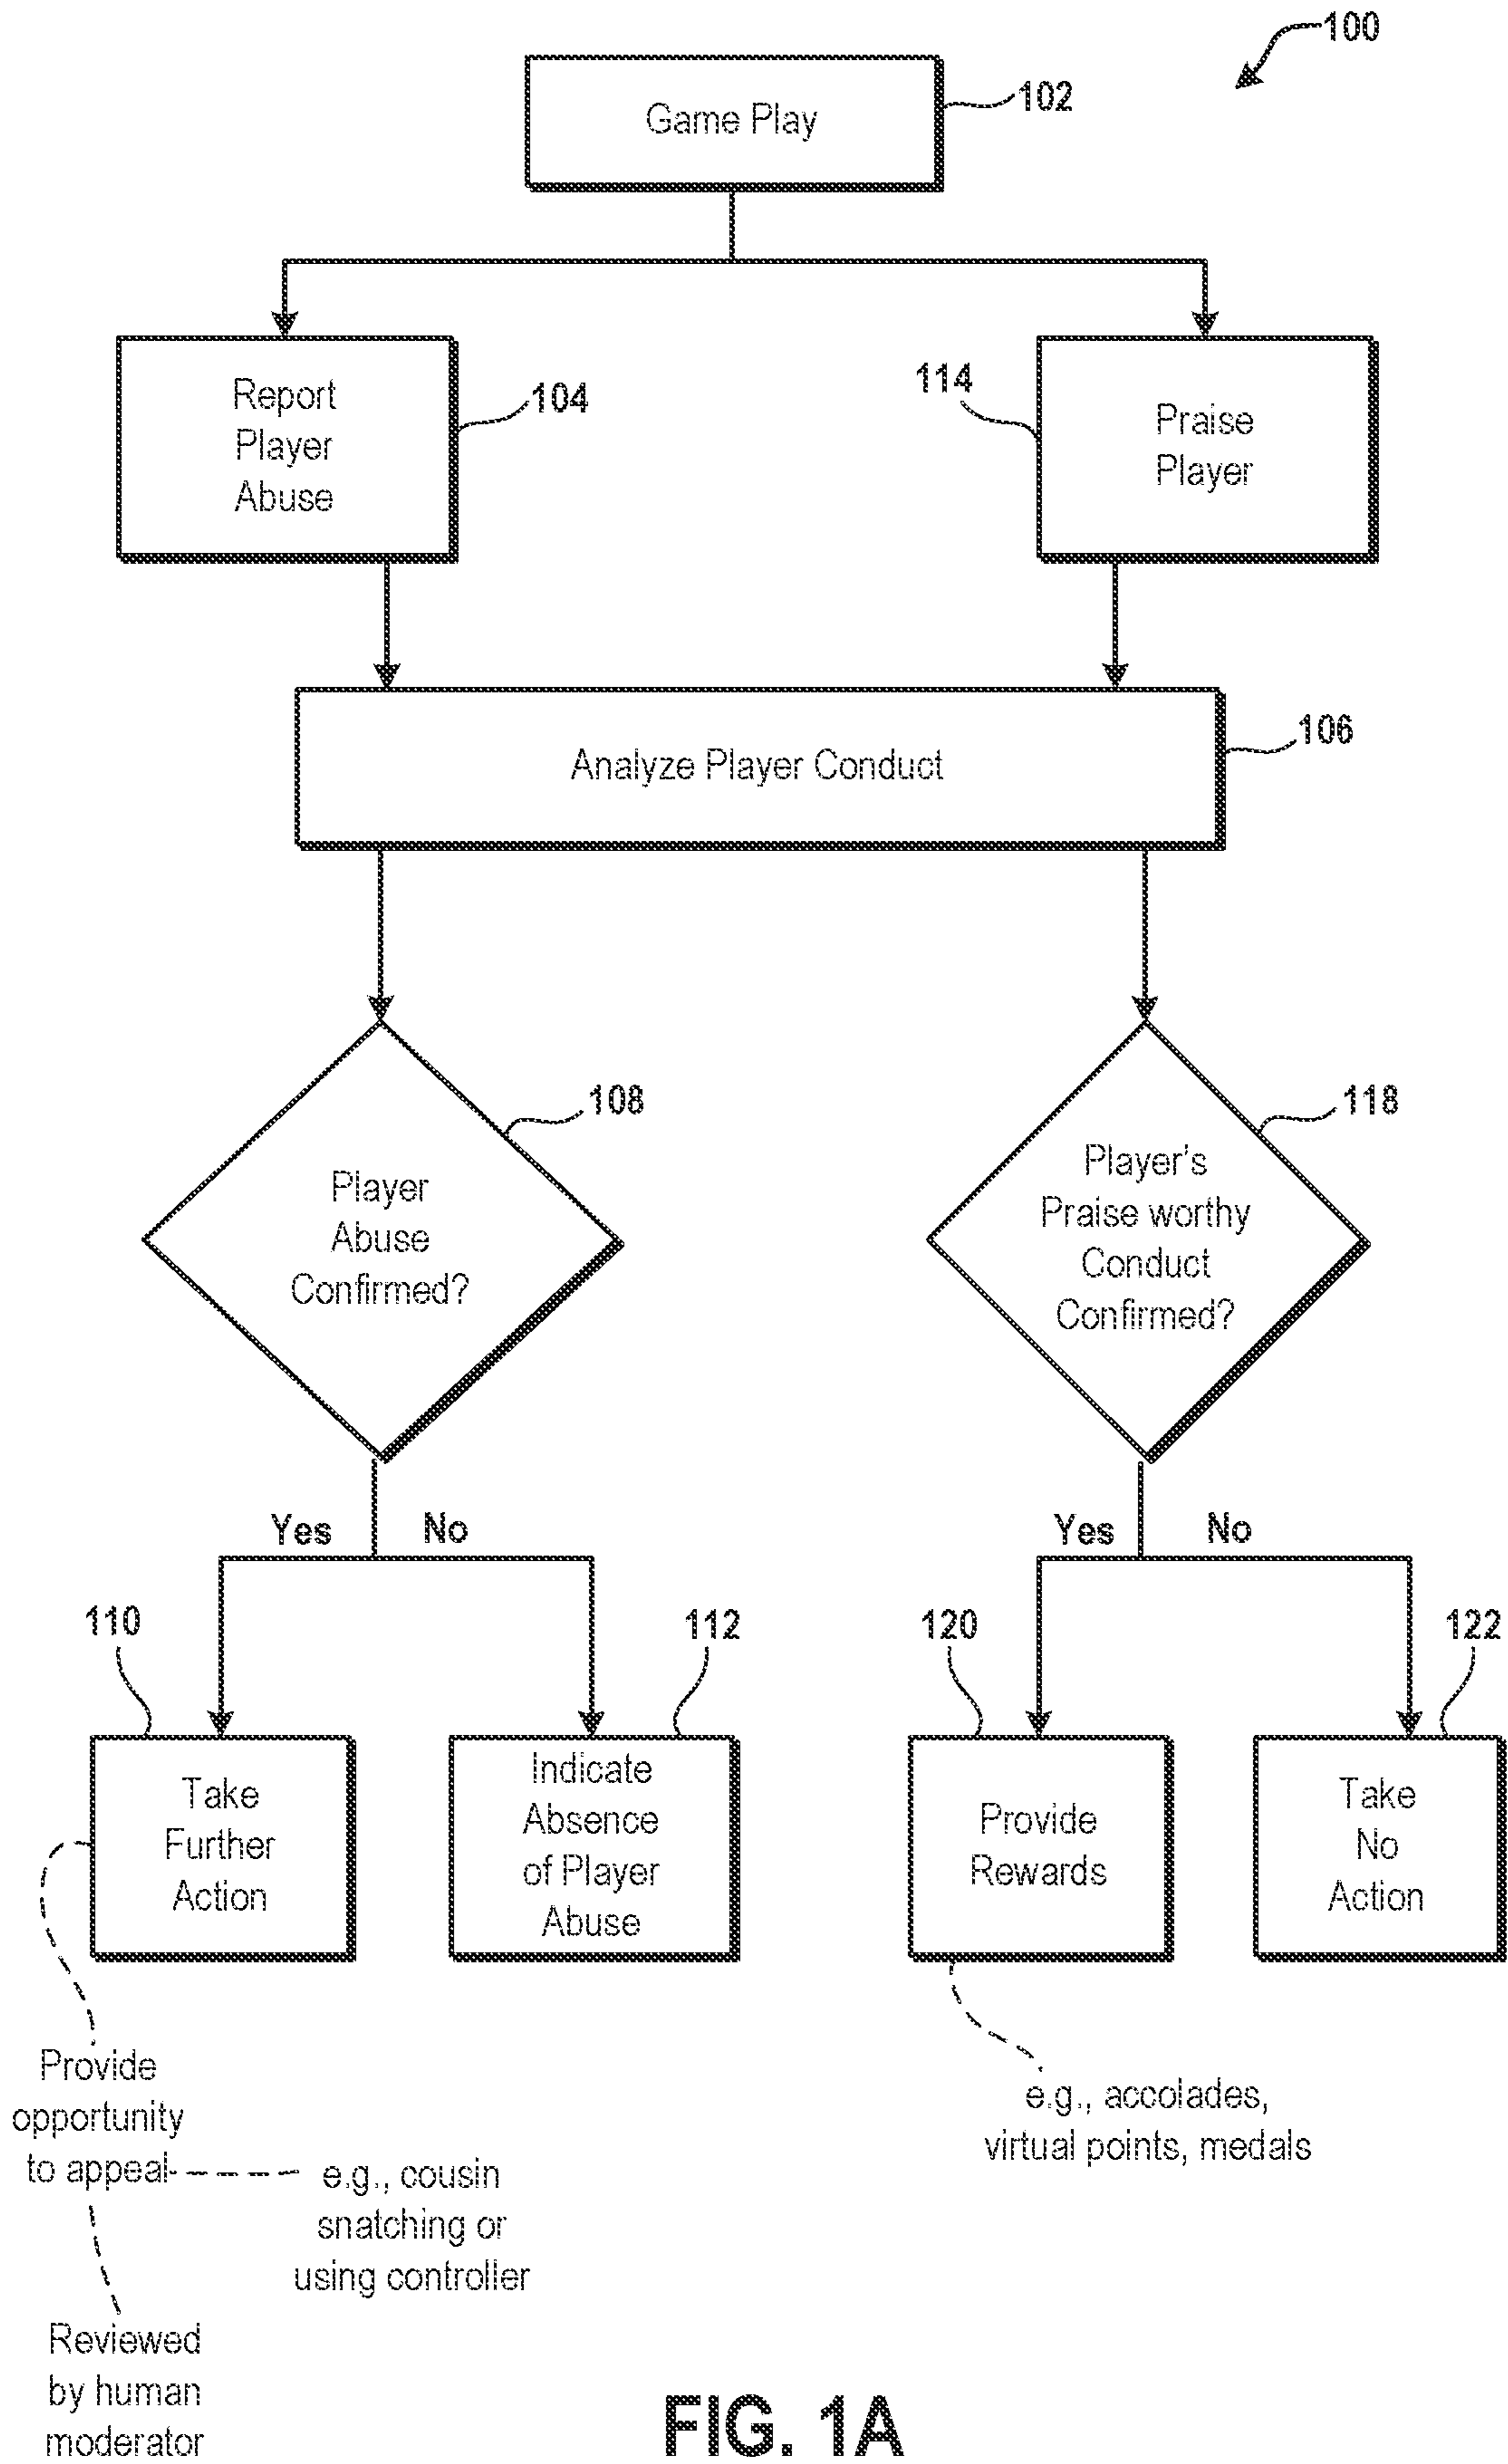 100
Game Play
102
Report
Player
Abuse
104
114
Praise
Player
Analyze Player Conduct
106
108
Player
Abuse
Confirmed?
118
Player's
Praise worthy
Conduct
Confirmed?
Yes
No
Yes
No
110
112
120
122
Take
Further
Action
Indicate
Absence
of Player
Abuse
Provide
Rewards
Take
No
Action
Provide
opportunity
to appeal
e.g., cousin
snatching or
using controller
e.g., accolades,
virtual points, medals
Reviewed
by human
moderator
FIG. 1A